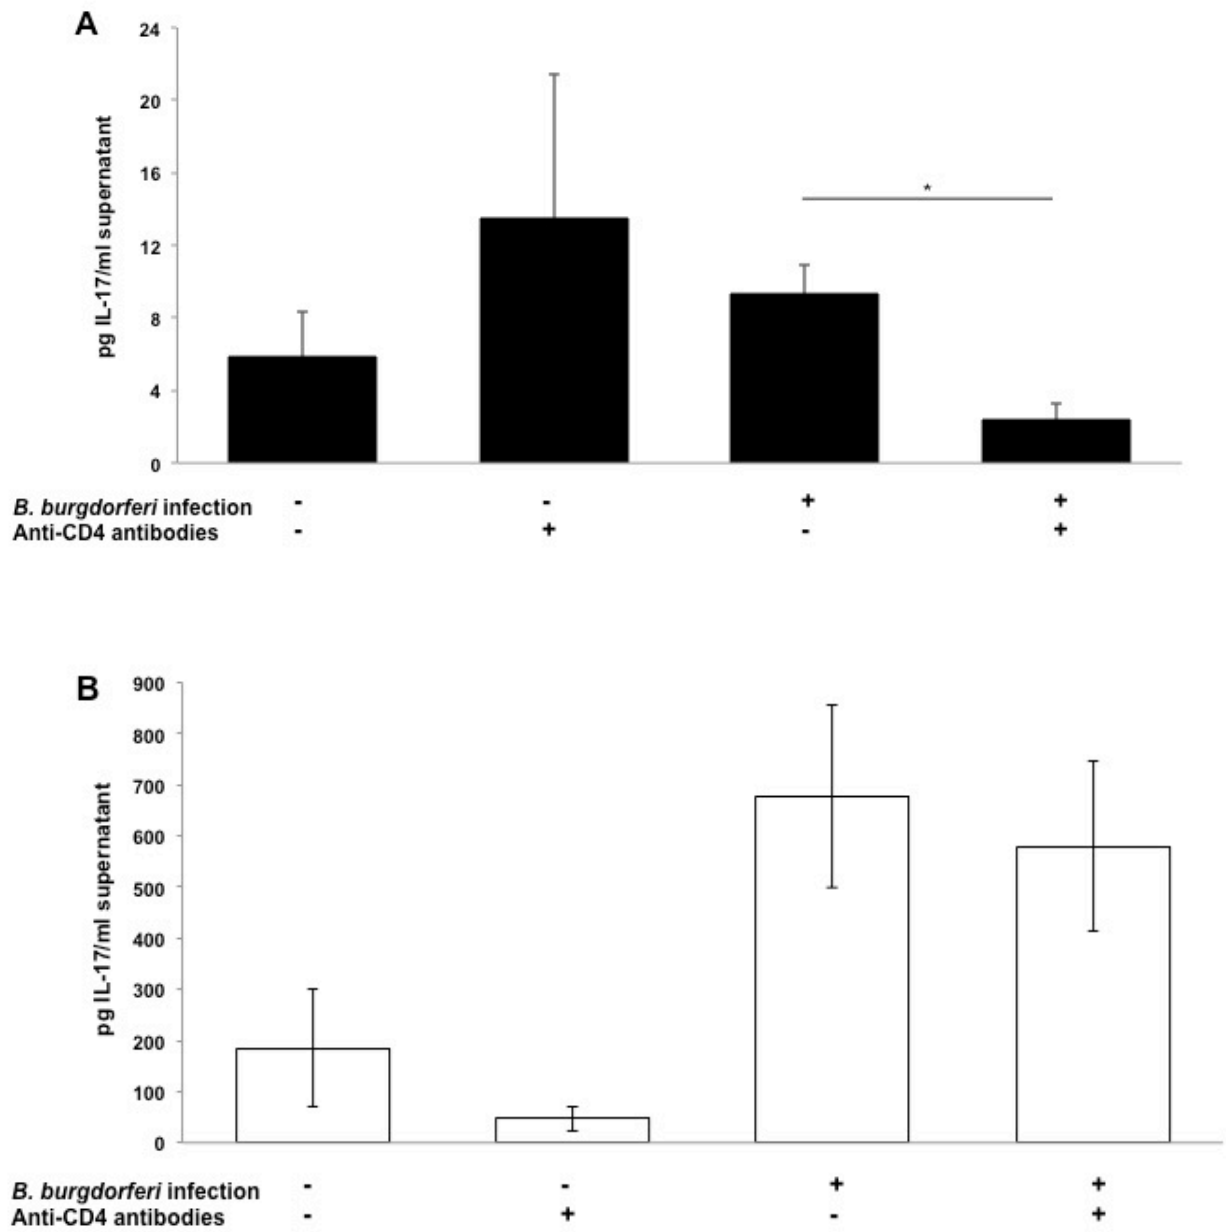 A
24
20
16
12
8
4
0
pg IL-17/ml supernatant
*
B. burgdorferi infection - - + +
Anti-CD4 antibodies - + - +
B
900
800
700
600
500
400
300
200
100
0
pg IL-17/ml supernatant
B. burgdorferi infection - - + +
Anti-CD4 antibodies - + - +